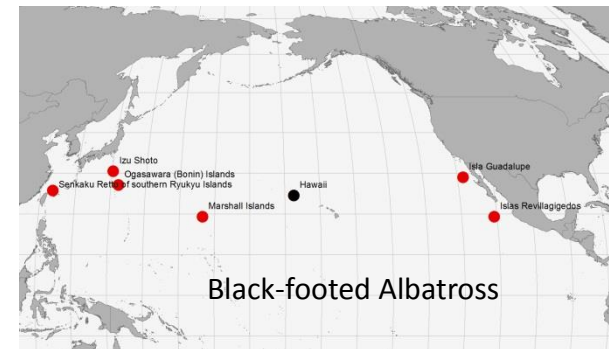 Izu Shoto
Ogasawara (Bonin) Islands
Senkaku Retto of southern Ryukyu Islands
Marshall Islands
Hawaii
Isla Guadalupe
Islas Revillagigedos
Black-footed Albatross